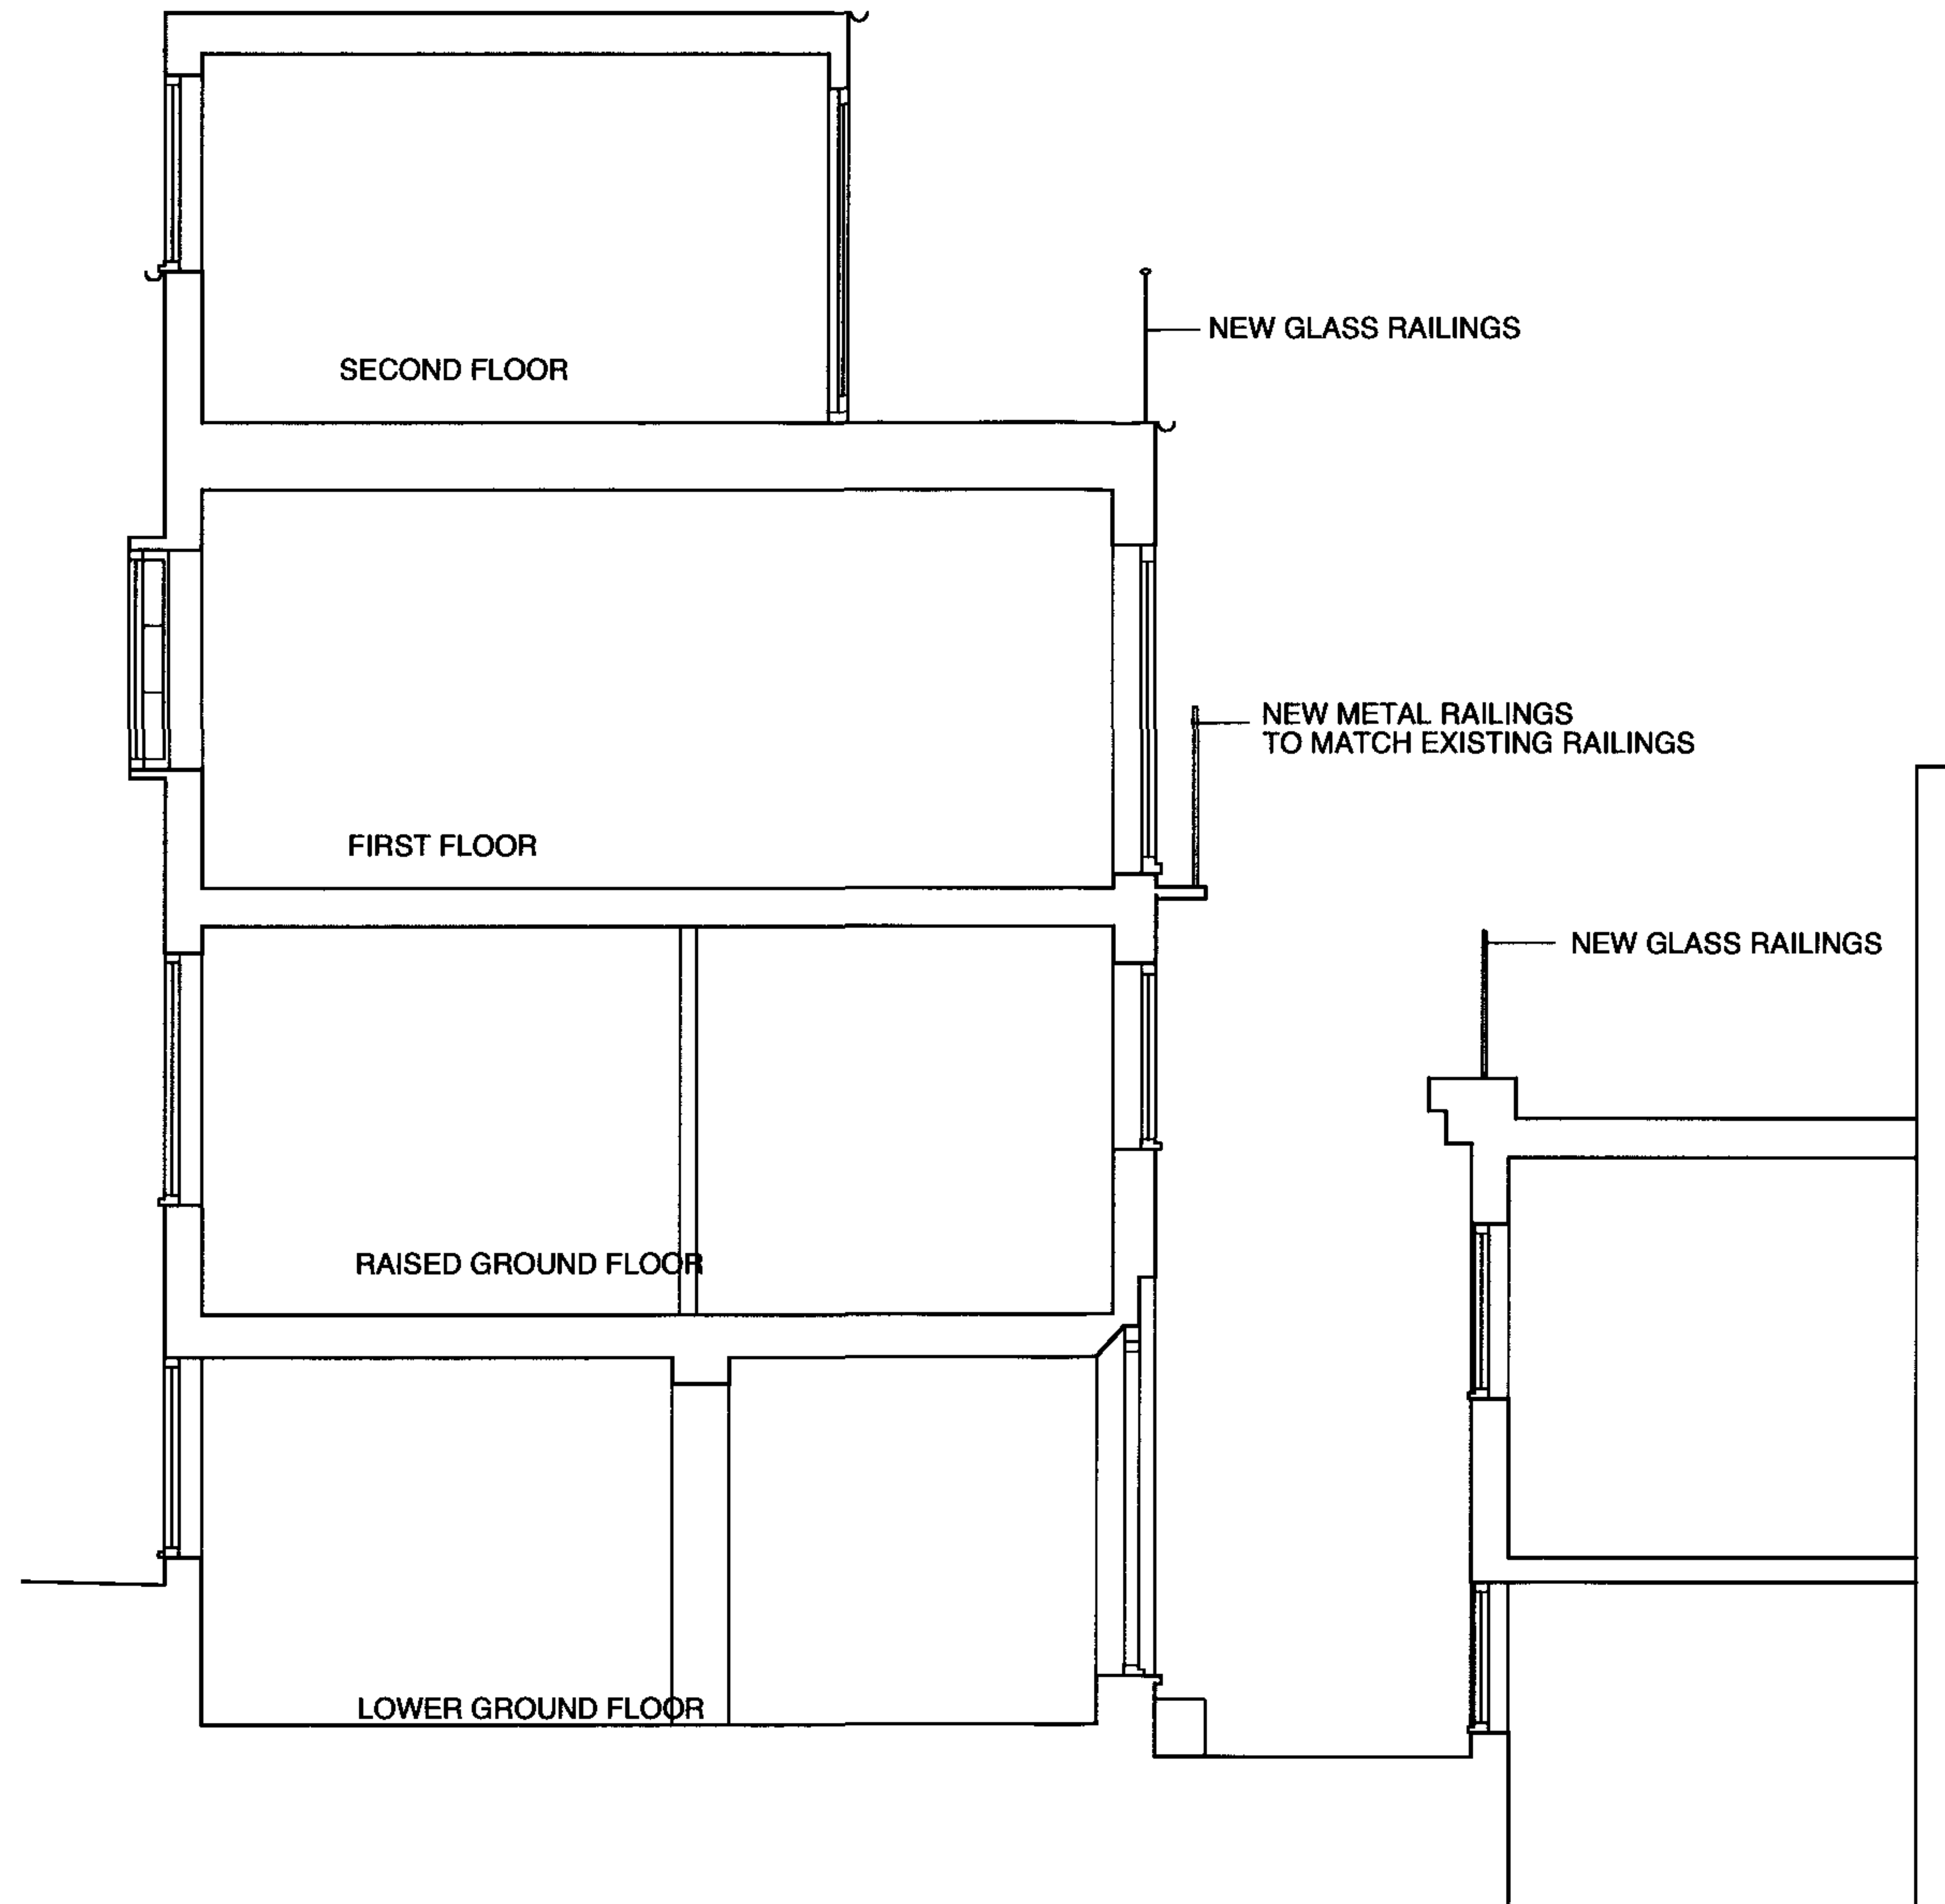 NEW GLASS RAILINGS
SECOND FLOOR
NEW METAL RAILINGS
TO MATCH EXISTING RAILINGS
FIRST FLOOR
NEW GLASS RAILINGS
RAISED GROUND FLOOR
LOWER GROUND FLOOR